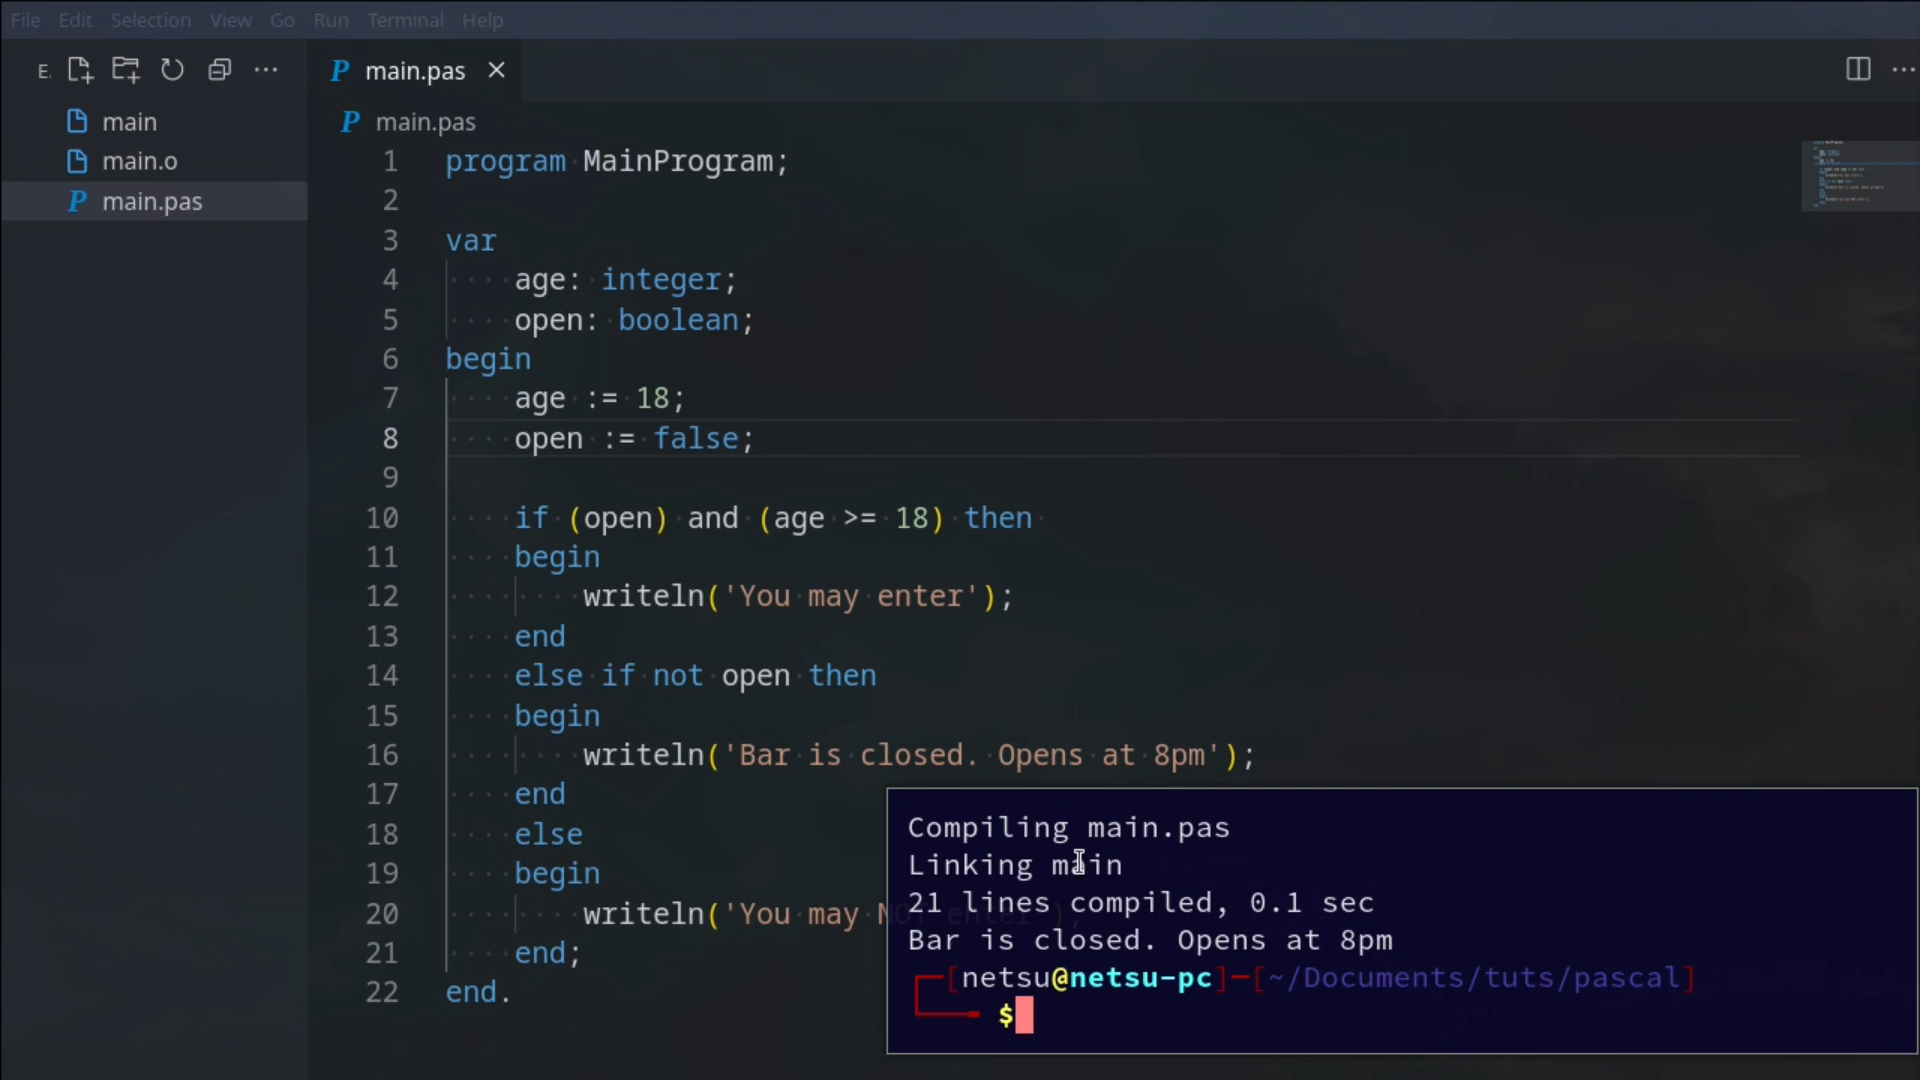 File Edit Selection View Go Run Terminal Help
E.
main.pas
main
main.o
main.pas
main.pas
1 program MainProgram;
2
3 var
4 age: integer;
5 open: boolean;
6 begin
7 age := 18;
8 open := false;
9
10 if (open) and (age >= 18) then
11 begin
12 writeln('You may enter');
13 end
14 else if not open then
15 begin
16 writeln('Bar is closed. Opens at 8pm');
17 end
18 else
19 begin
20 writeln('You may NOT enter');
21 end;
22 end.
Compiling main.pas
Linking main
21 lines compiled, 0.1 sec
Bar is closed. Opens at 8pm
[netsu@netsu-pc]-[~/Documents/tuts/pascal]
$